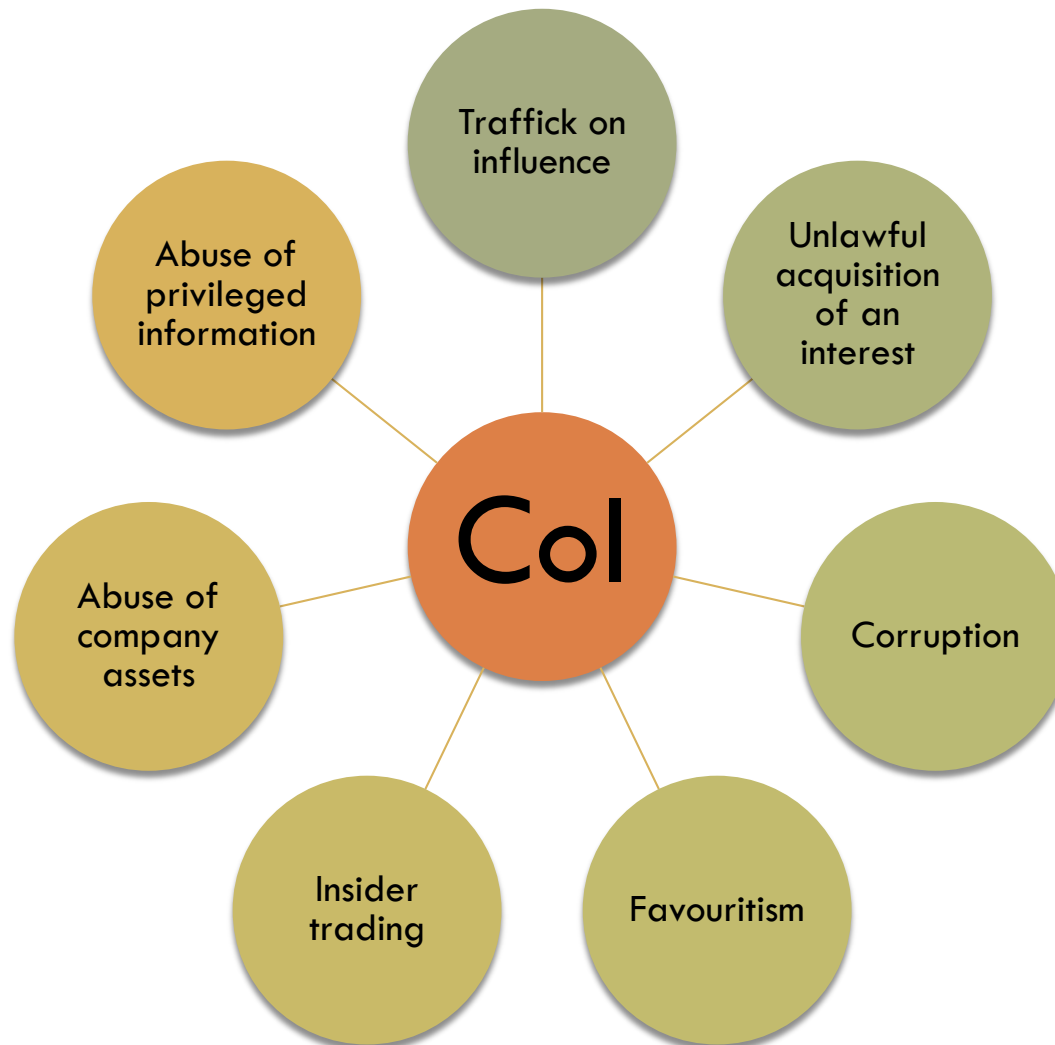 Traffick on
influence
Unlawful
acquisition
of an
interest
Corruption
Favouritism
Insider
trading
Abuse of
company
assets
Abuse of
privileged
information
CoI